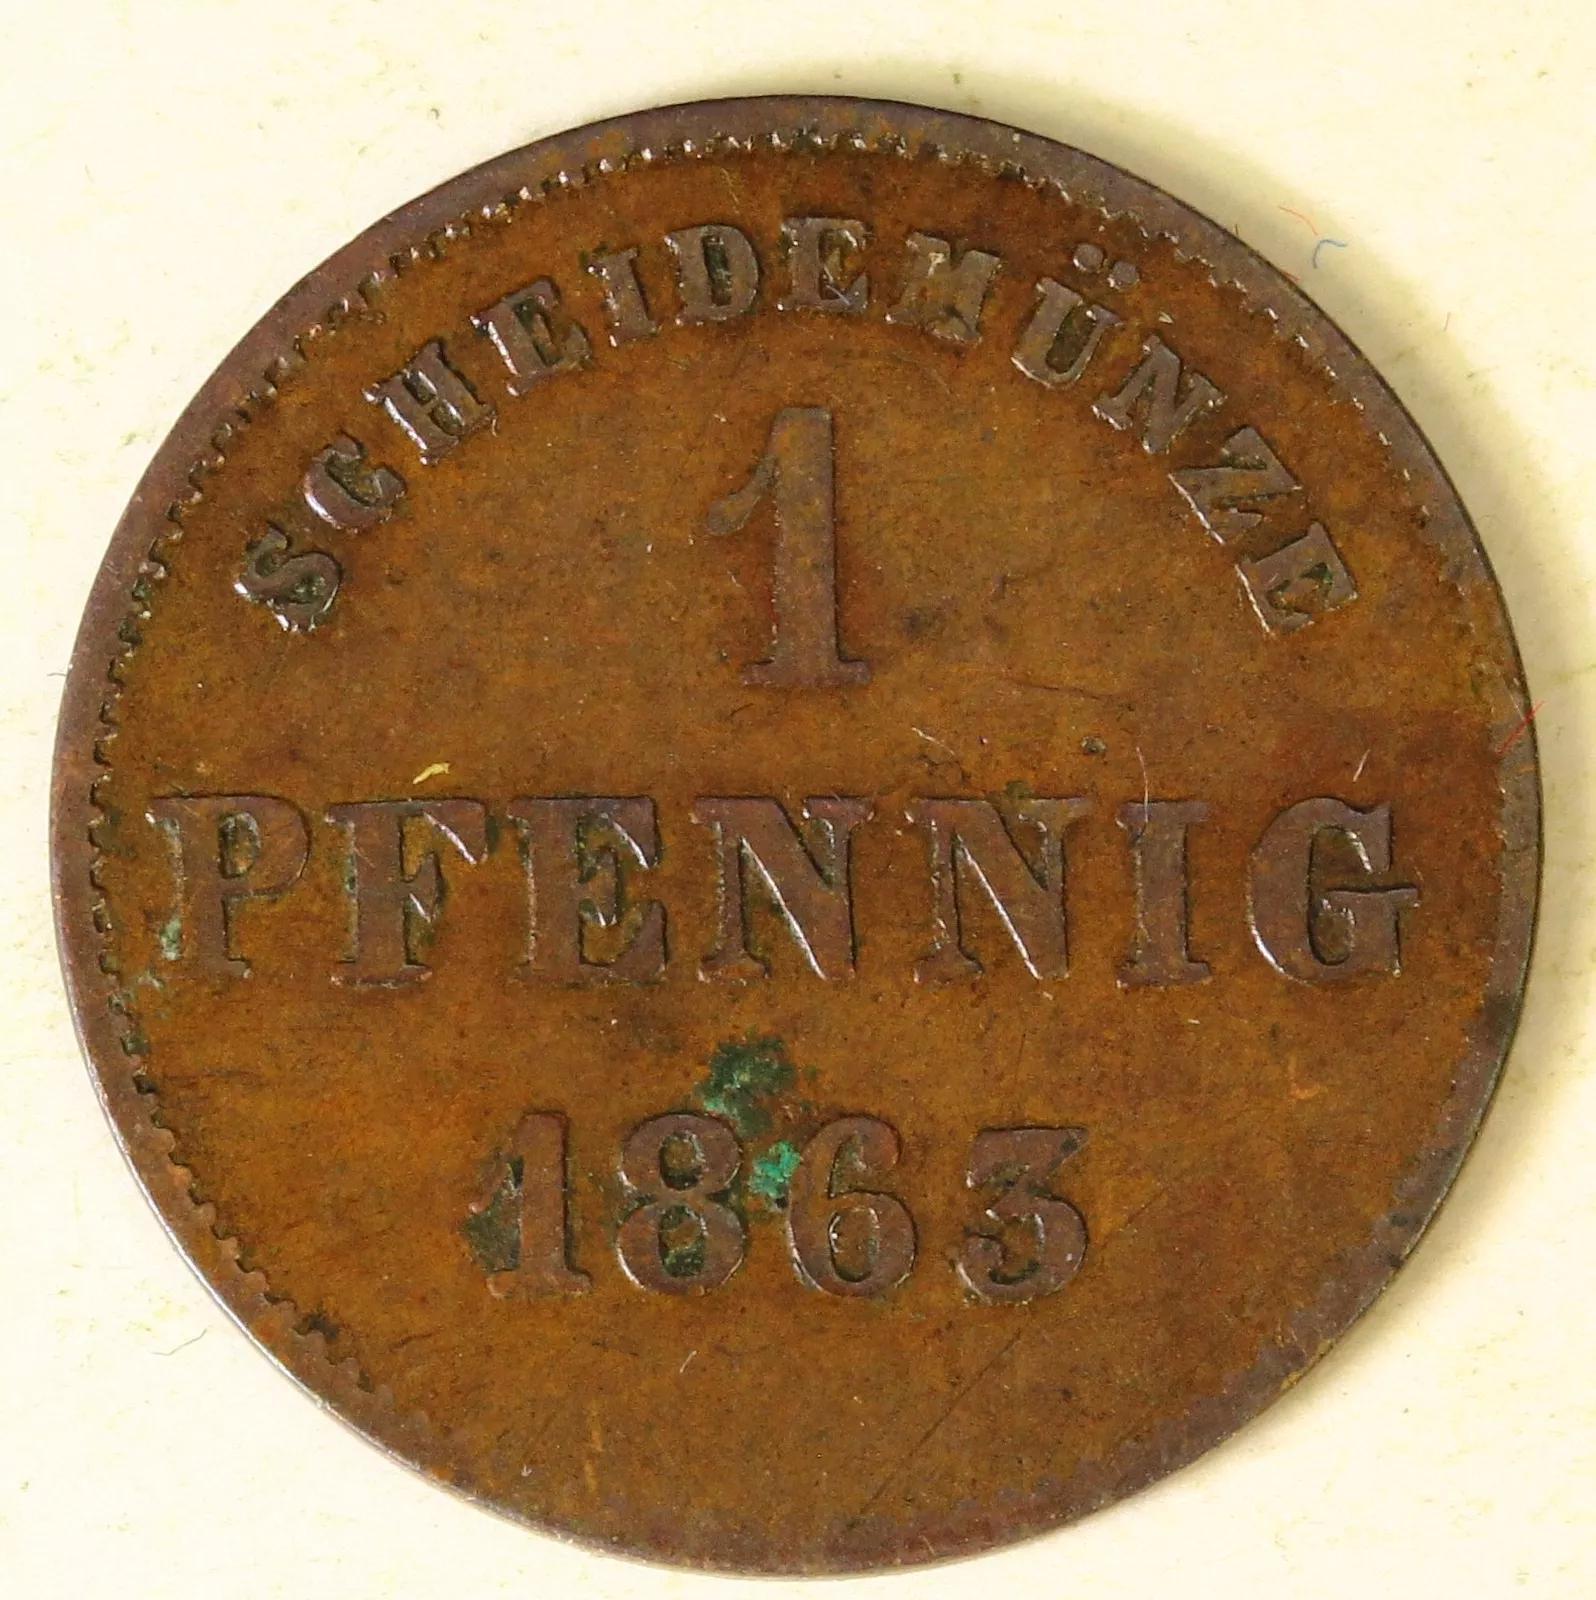 SCHEIDEMÜNZE
1
PFENNIG
1863